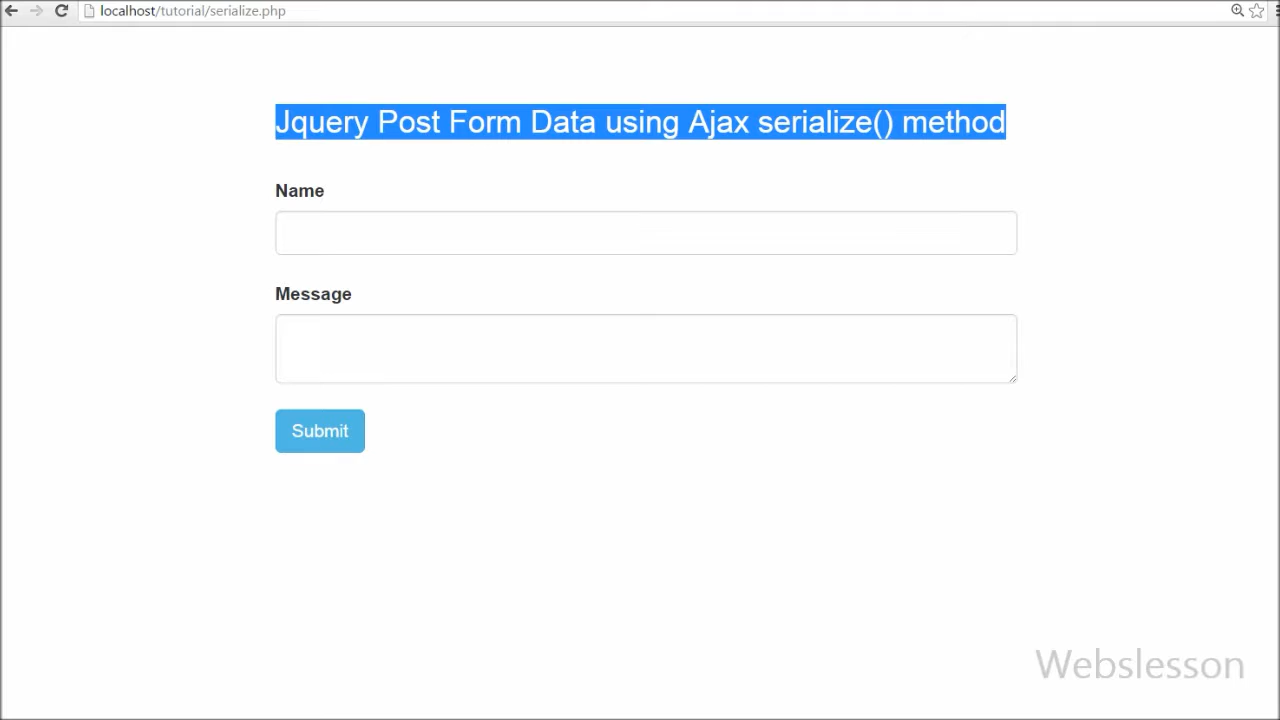 localhost/tutorial/serialize.php
Jquery Post Form Data using Ajax serialize() method
Name
Message
Submit
Webslesson